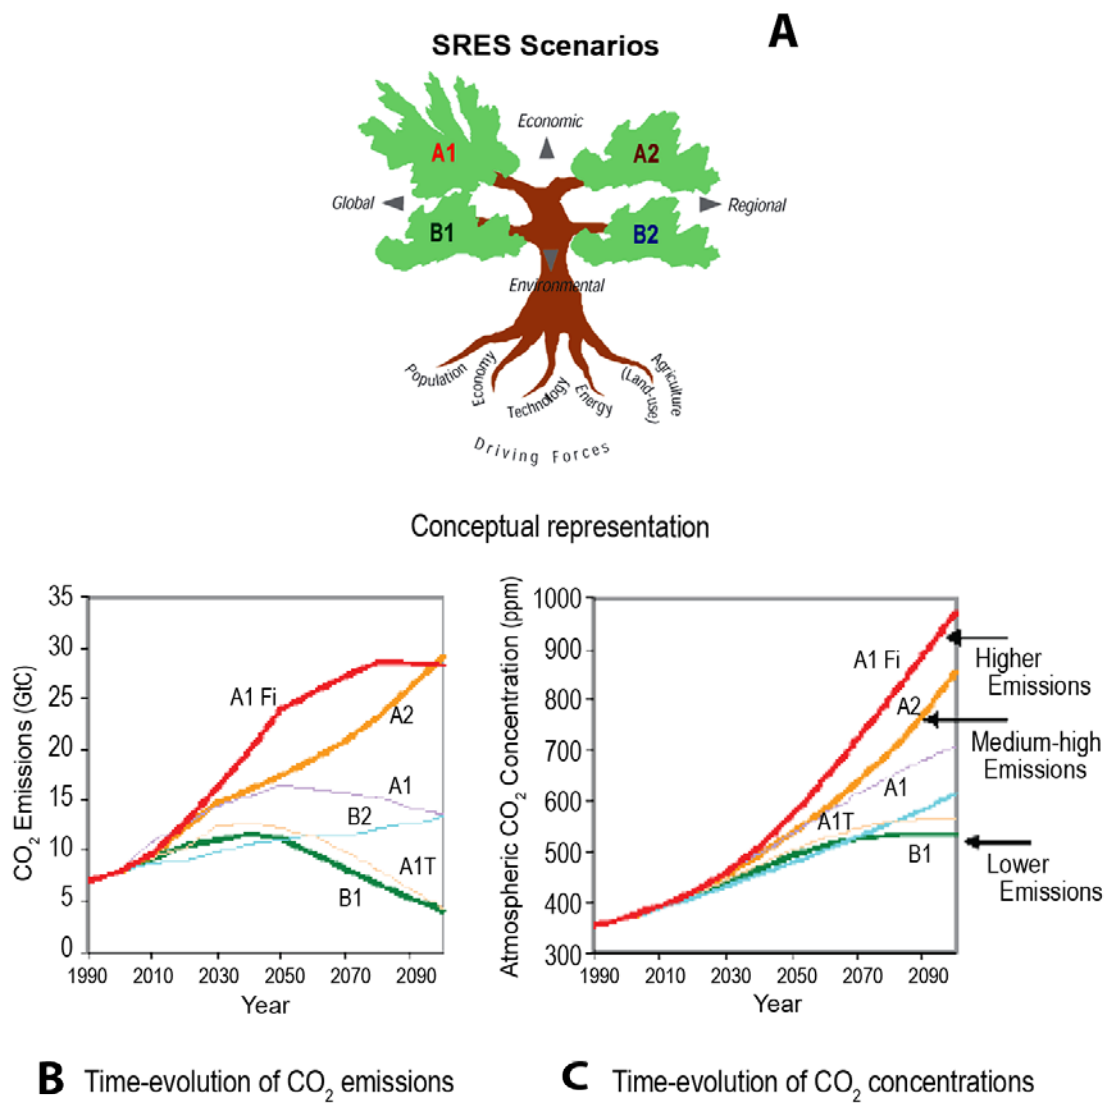 A
SRES Scenarios
Economic
A1
A2
Global
Regional
B1
B2
Environmental
Population
Economy
Technology
Energy
Agriculture
(Land-use)
Driving Forces
Conceptual representation
CO2 Emissions (GtC)
35
30
25
20
15
10
5
0
A1 Fi
A2
A1
B2
A1T
B1
1990 2010 2030 2050 2070 2090
Year
B Time-evolution of CO2 emissions
Atmospheric CO2 Concentration (ppm)
1000
900
800
700
600
500
400
300
A1 Fi
A2
A1
A1T
B1
Higher
Emissions
Medium-high
Emissions
Lower
Emissions
1990 2010 2030 2050 2070 2090
Year
C Time-evolution of CO2 concentrations